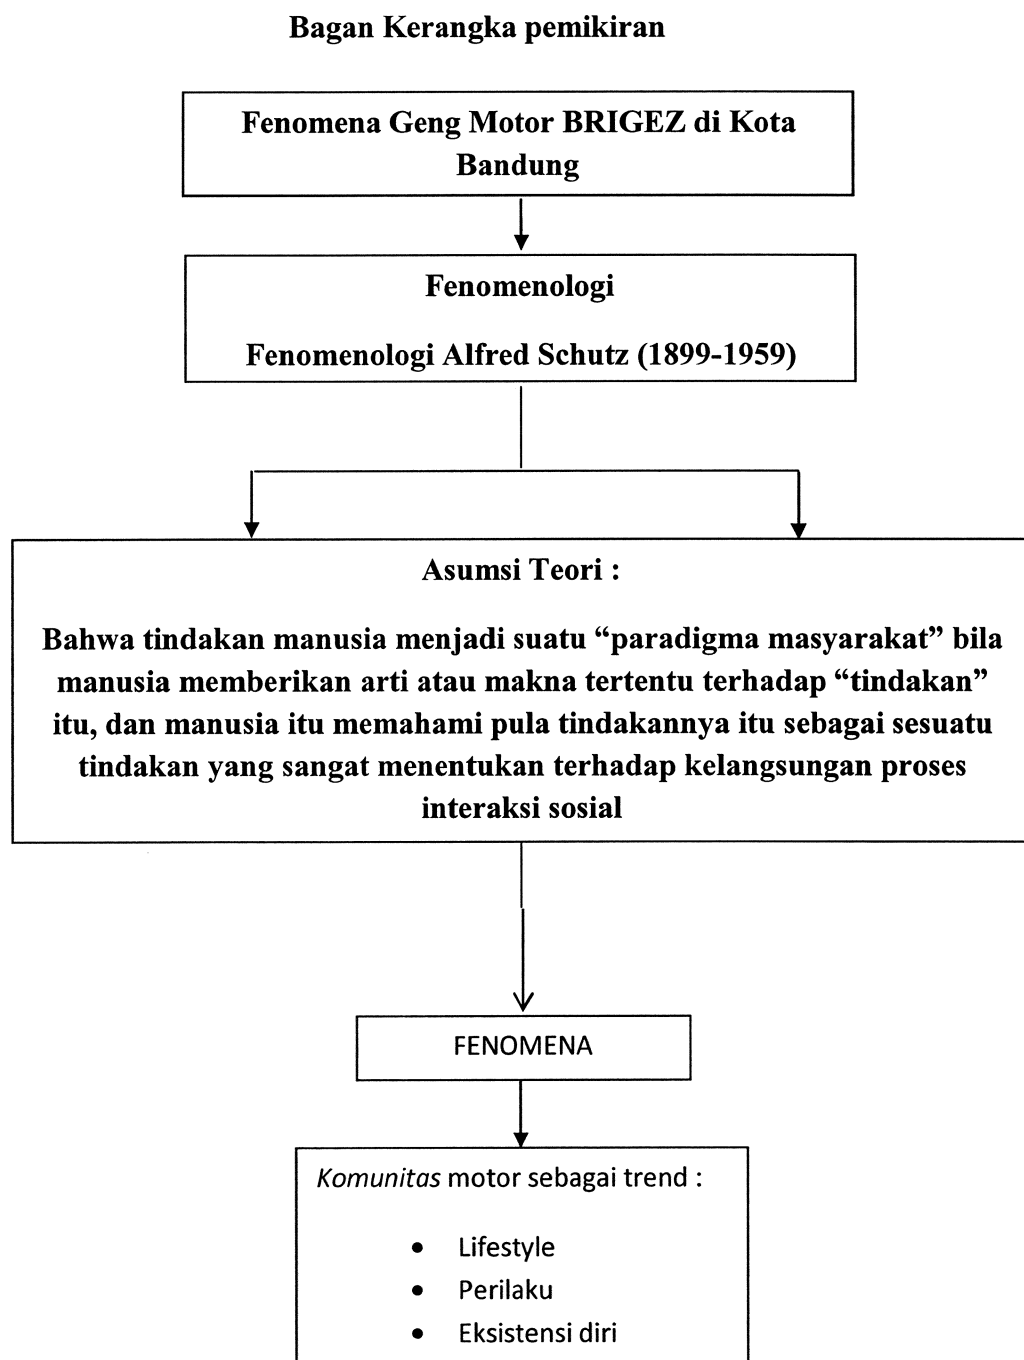 Bagan Kerangka pemikiran
Fenomena Geng Motor BRIGEZ di Kota
Bandung
Fenomenologi
Fenomenologi Alfred Schutz (1899-1959)
Asumsi Teori :
Bahwa tindakan manusia menjadi suatu “paradigma masyarakat” bila
manusia memberikan arti atau makna tertentu terhadap “tindakan”
itu, dan manusia itu memahami pula tindakannya itu sebagai sesuatu
tindakan yang sangat menentukan terhadap kelangsungan proses
interaksi sosial
FENOMENA
Komunitas motor sebagai trend :
• Lifestyle
• Perilaku
• Eksistensi diri